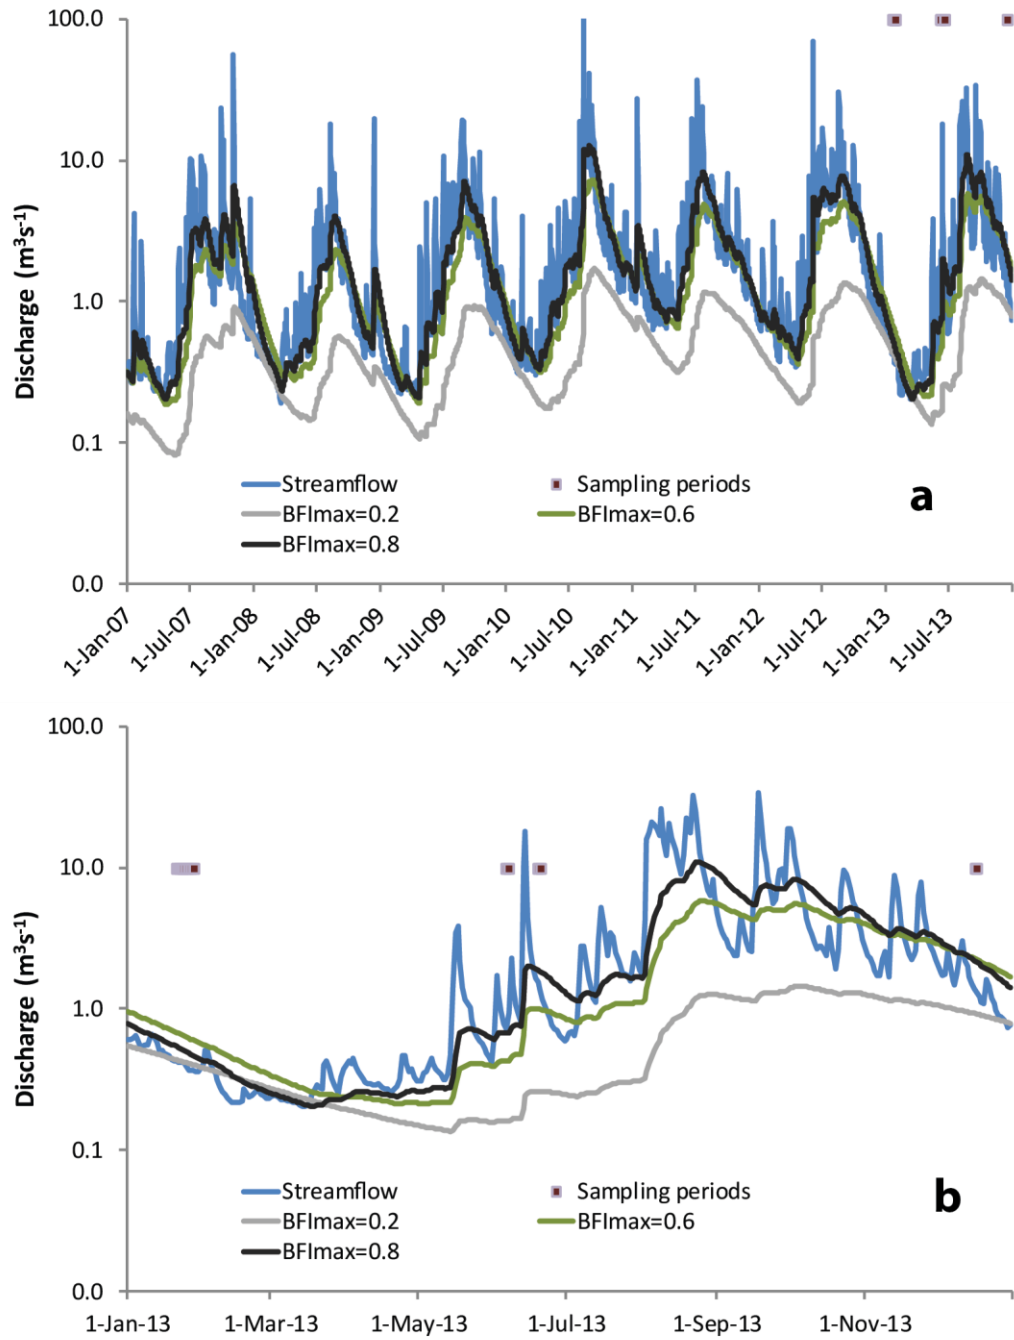 100.0
10.0
1.0
0.1
0.0
Discharge (m³s⁻¹)
Streamflow
Sampling periods
BFImax=0.2
BFImax=0.6
BFImax=0.8
a
1-Jan-07
1-Jul-07
1-Jan-08
1-Jul-08
1-Jan-09
1-Jul-09
1-Jan-10
1-Jul-10
1-Jan-11
1-Jul-11
1-Jan-12
1-Jul-12
1-Jan-13
1-Jul-13
100.0
10.0
1.0
0.1
0.0
Discharge (m³s⁻¹)
Streamflow
Sampling periods
BFImax=0.2
BFImax=0.6
BFImax=0.8
b
1-Jan-13
1-Mar-13
1-May-13
1-Jul-13
1-Sep-13
1-Nov-13